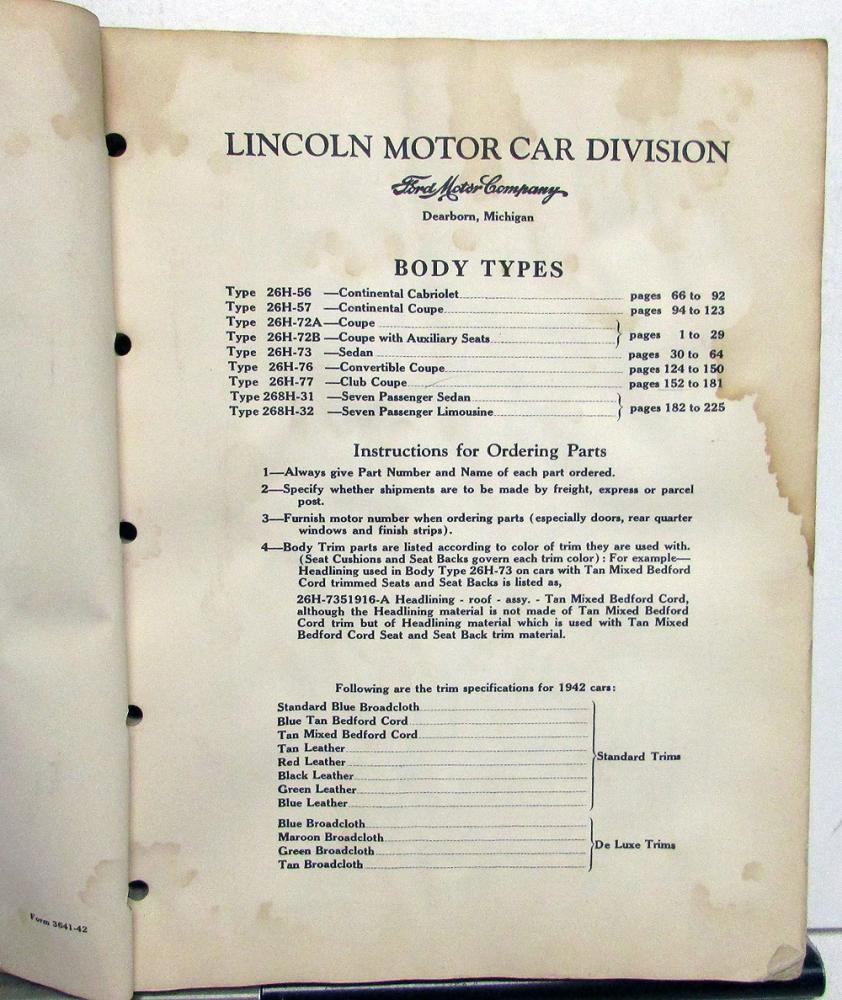 LINCOLN MOTOR CAR DIVISION
Ford Motor Company
Dearborn, Michigan
BODY TYPES
Type 26H-56 —Continental Cabriolet pages 66 to 92
Type 26H-57 —Continental Coupe pages 94 to 123
Type 26H-72A—Coupe
Type 26H-72B —Coupe with Auxiliary Seats pages 1 to 29
Type 26H-73 —Sedan pages 30 to 64
Type 26H-76 —Convertible Coupe pages 124 to 150
Type 26H-77 —Club Coupe pages 152 to 181
Type 268H-31 —Seven Passenger Sedan
Type 268H-32 —Seven Passenger Limousine pages 182 to 225
Instructions for Ordering Parts
1—Always give Part Number and Name of each part ordered.
2—Specify whether shipments are to be made by freight, express or parcel
post.
3—Furnish motor number when ordering parts (especially doors, rear quarter
windows and finish strips).
4—Body Trim parts are listed according to color of trim they are used with.
(Seat Cushions and Seat Backs govern each trim color): For example—
Headlining used in Body Type 26H-73 on cars with Tan Mixed Bedford
Cord trimmed Seats and Seat Backs is listed as,
26H-7351916-A Headlining - roof - assy. - Tan Mixed Bedford Cord,
although the Headlining material is not made of Tan Mixed Bedford
Cord trim but of Headlining material which is used with Tan Mixed
Bedford Cord Seat and Seat Back trim material.
Following are the trim specifications for 1942 cars:
Standard Blue Broadcloth
Blue Tan Bedford Cord
Tan Mixed Bedford Cord
Tan Leather
Red Leather
Black Leather
Green Leather
Blue Leather
Standard Trims
Blue Broadcloth
Maroon Broadcloth
Green Broadcloth
Tan Broadcloth
De Luxe Trims
Form 3641-42